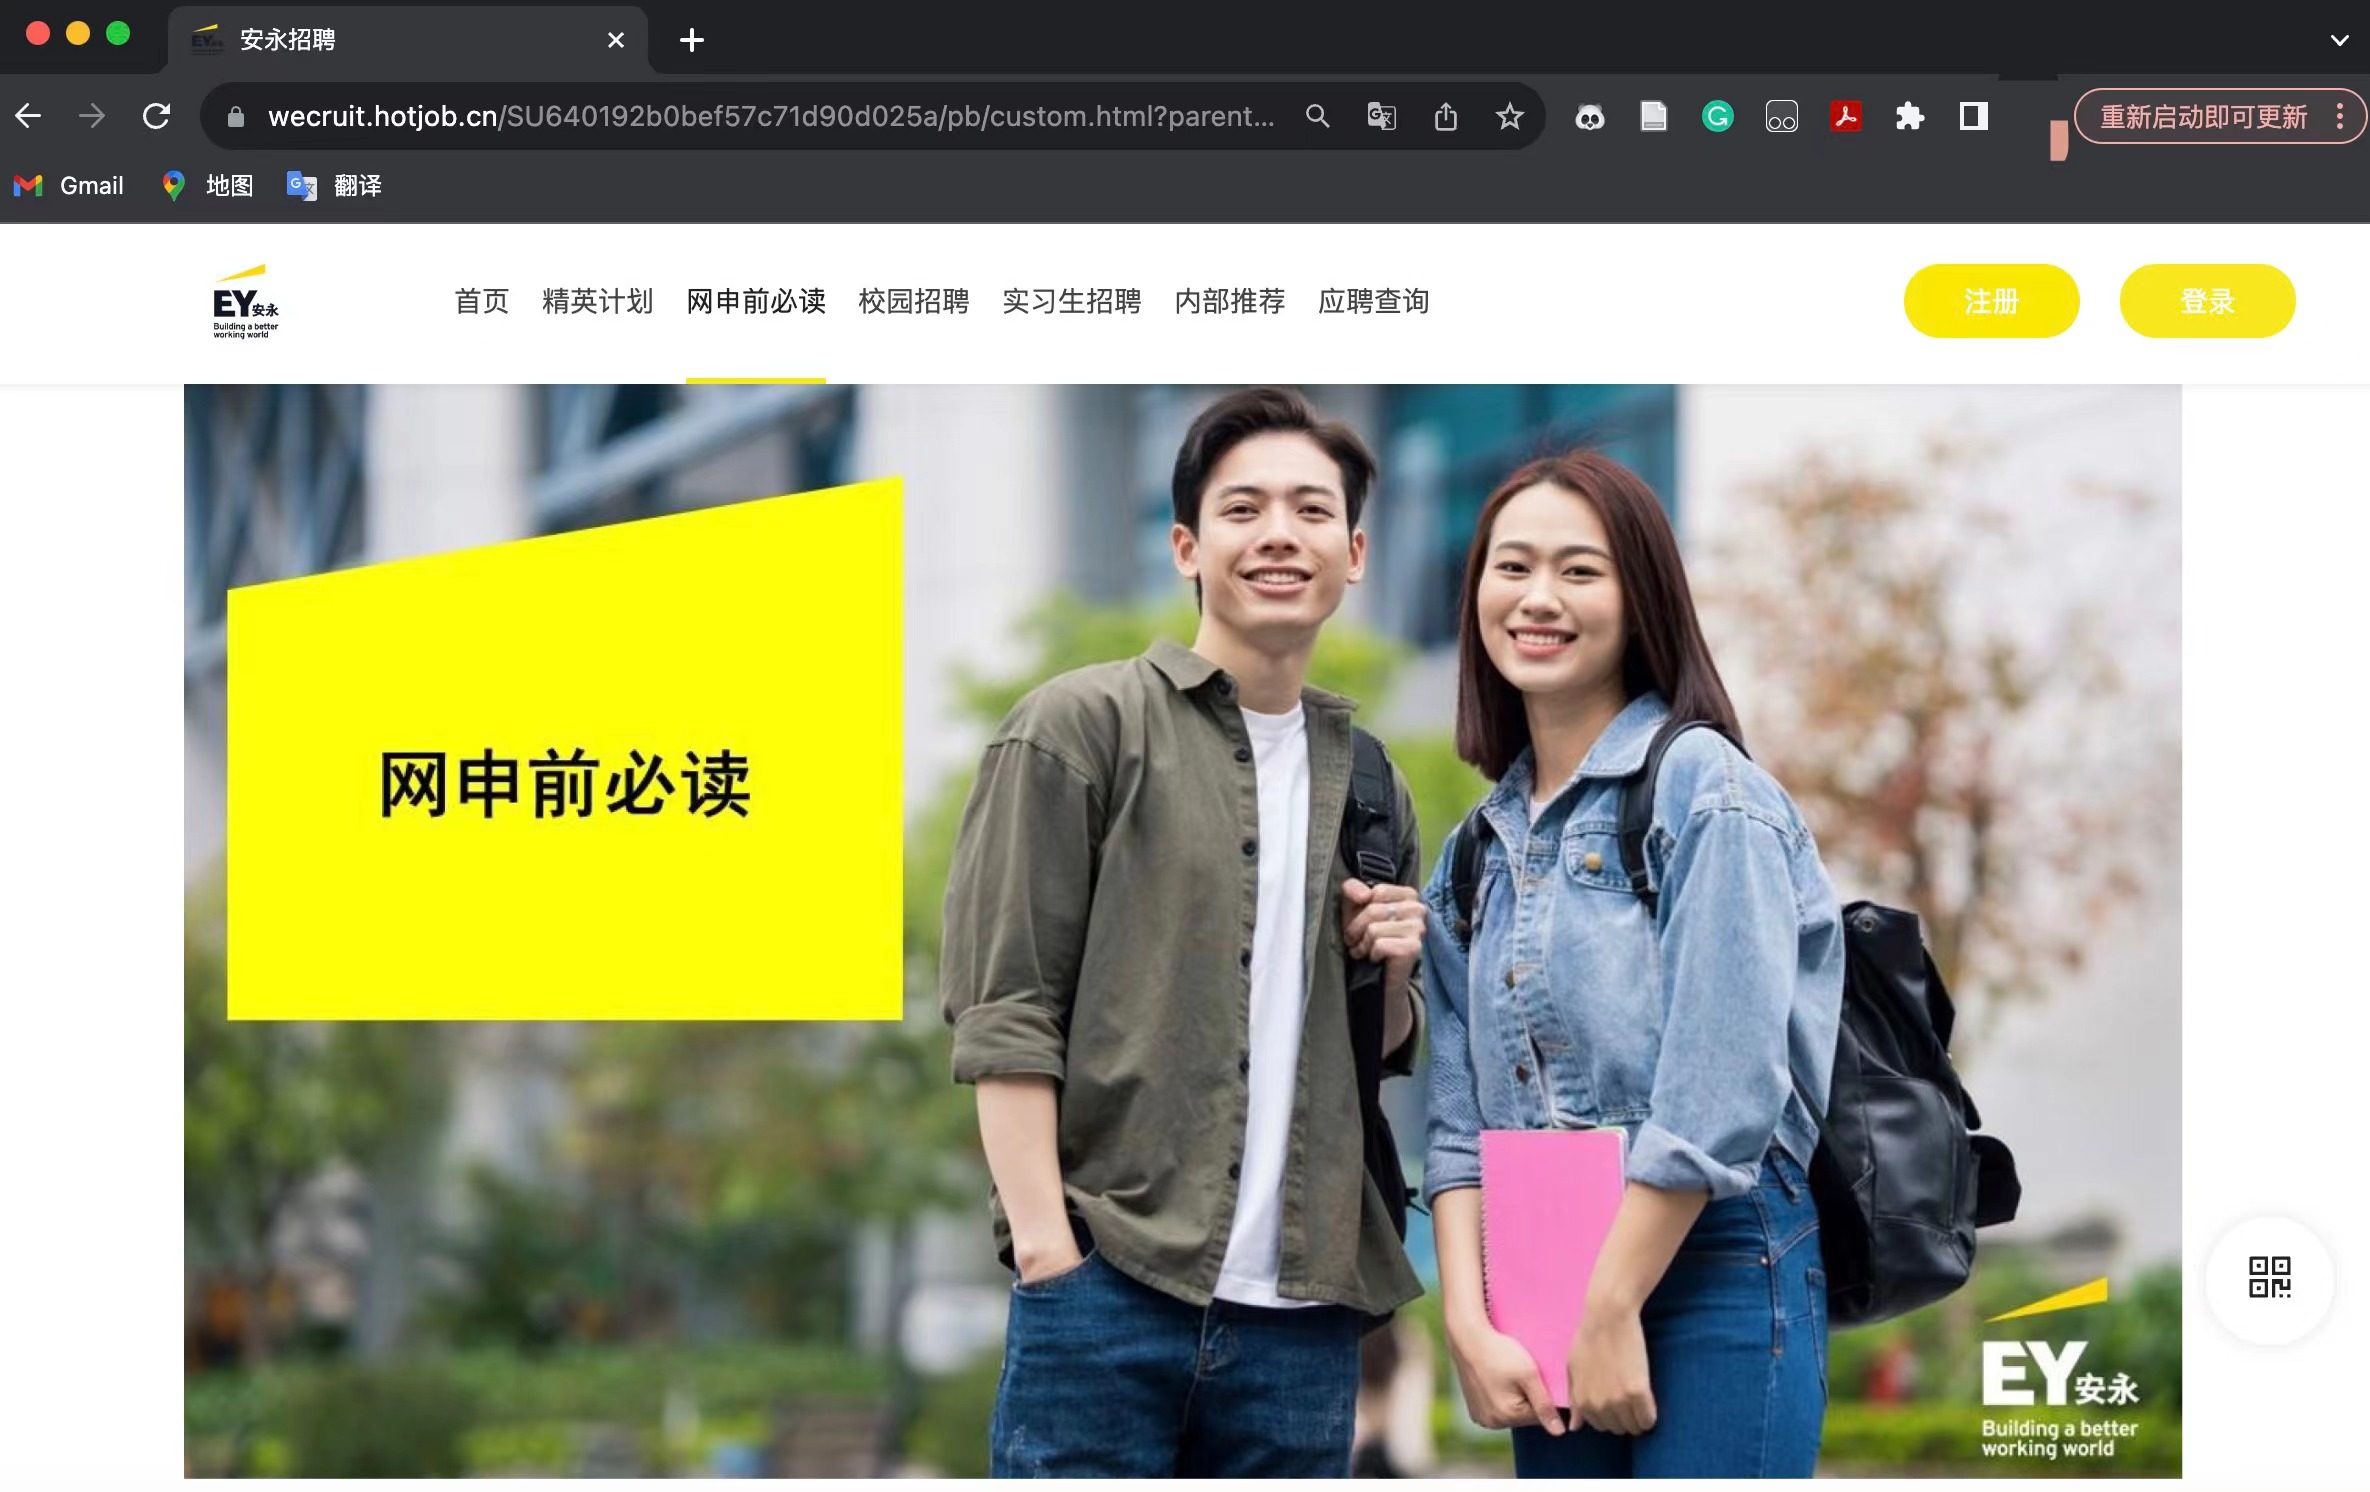 安永招聘
wecruit.hotjob.cn/SU640192b0bef57c71d90d025a/pb/custom.html?parent...
重新启动即可更新
Gmail 地图 翻译
EY安永
Building a better
working world
首页 精英计划 网申前必读 校园招聘 实习生招聘 内部推荐 应聘查询
注册 登录
网申前必读
EY安永
Building a better
working world